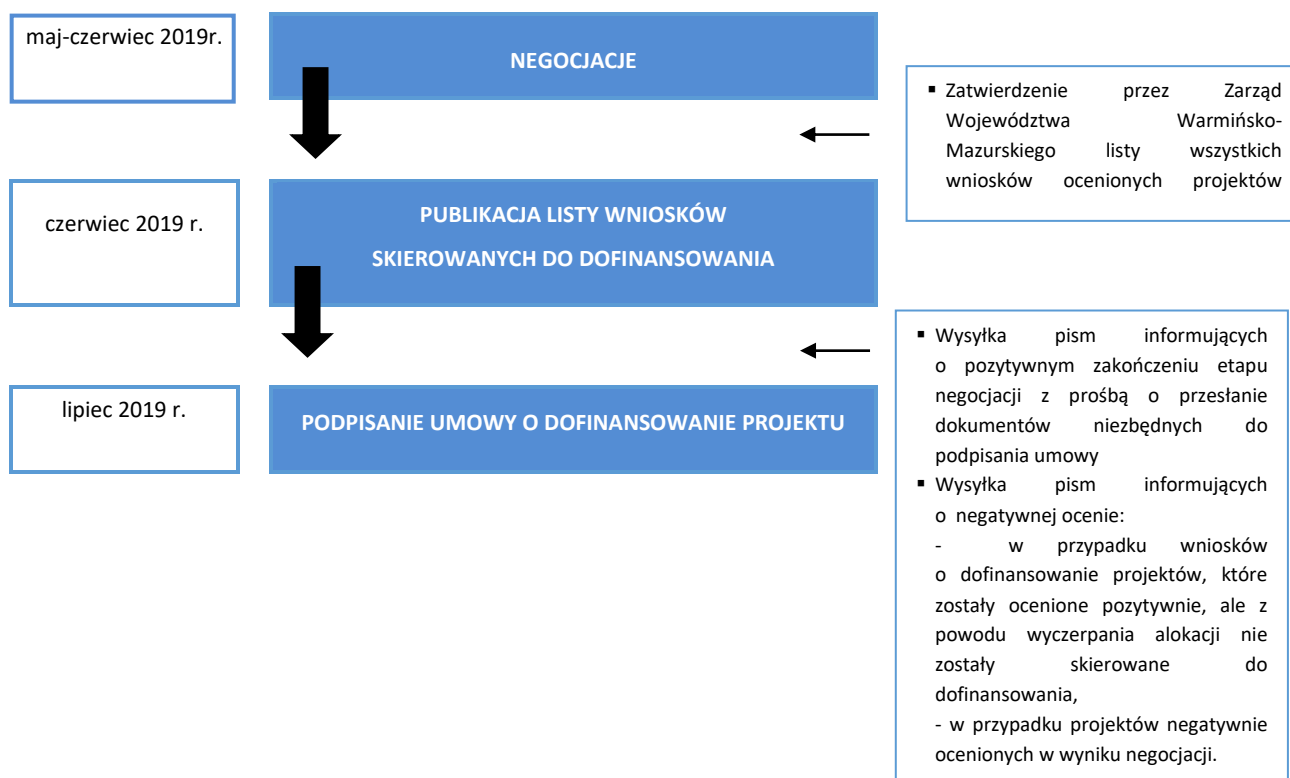 maj-czerwiec 2019r.
NEGOCJACJE
▪ Zatwierdzenie przez Zarząd
Województwa Warmińsko-
Mazurskiego listy wszystkich
wniosków ocenionych projektów
czerwiec 2019 r.
PUBLIKACJA LISTY WNIOSKÓW
SKIEROWANYCH DO DOFINANSOWANIA
lipiec 2019 r.
PODPISANIE UMOWY O DOFINANSOWANIE PROJEKTU
▪ Wysyłka pism informujących
o pozytywnym zakończeniu etapu
negocjacji z prośbą o przesłanie
dokumentów niezbędnych do
podpisania umowy
▪ Wysyłka pism informujących
o negatywnej ocenie:
- w przypadku wniosków
o dofinansowanie projektów, które
zostały ocenione pozytywnie, ale z
powodu wyczerpania alokacji nie
zostały skierowane do
dofinansowania,
- w przypadku projektów negatywnie
ocenionych w wyniku negocjacji.